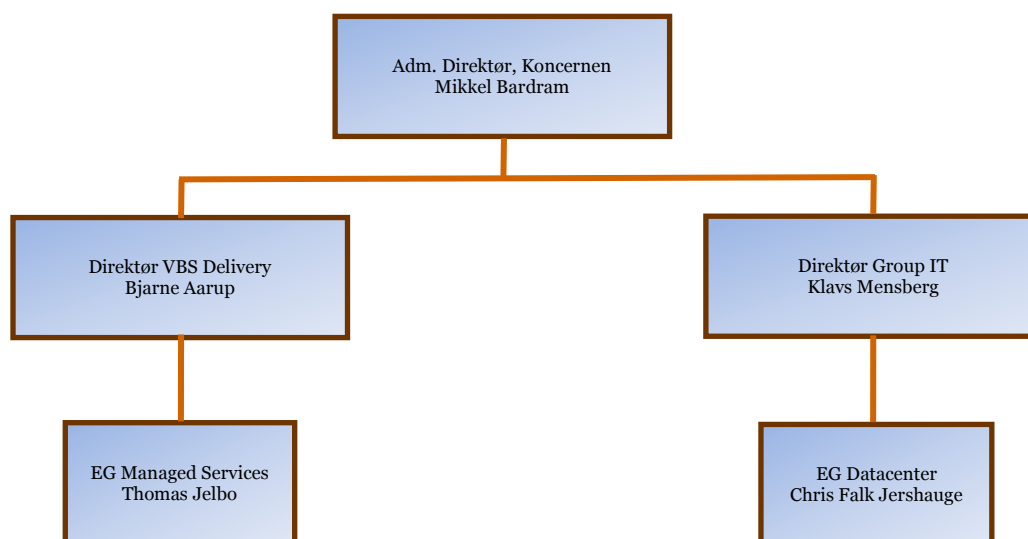 Adm. Direktør, Koncernen
Mikkel Bardram
Direktør VBS Delivery
Bjarne Aarup
Direktør Group IT
Klavs Mensberg
EG Managed Services
Thomas Jelbo
EG Datacenter
Chris Falk Jershauge